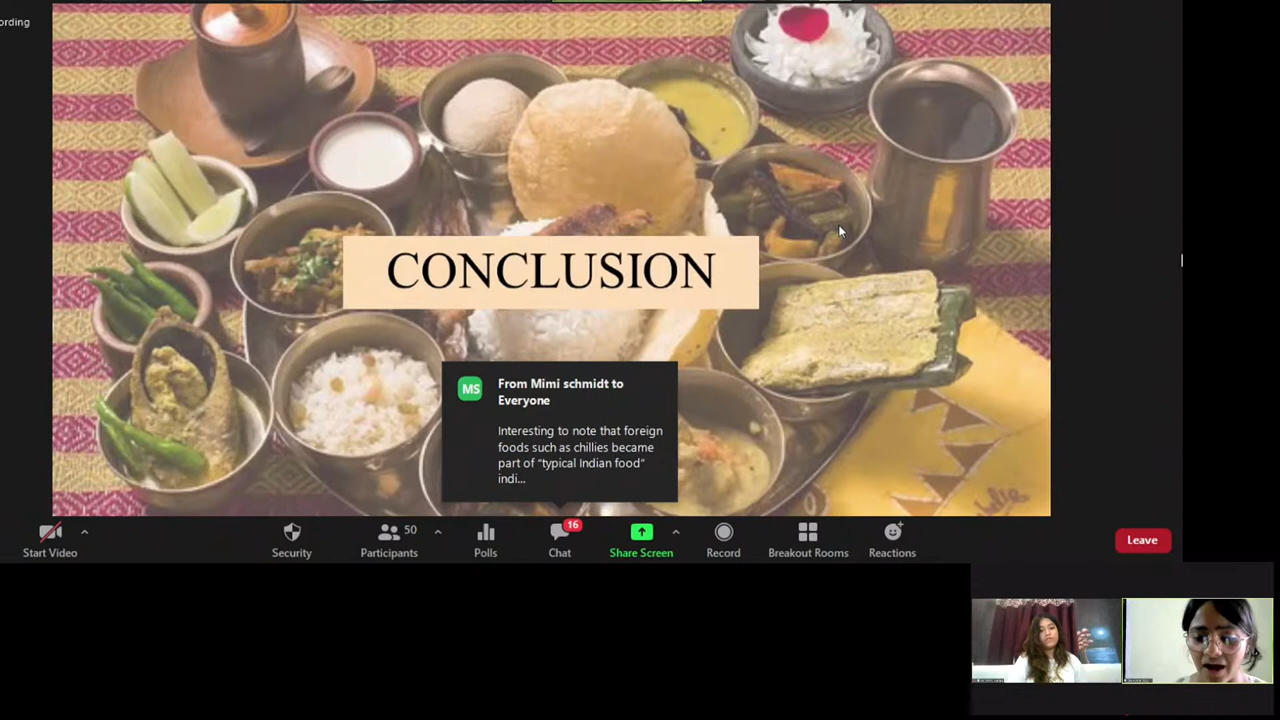 ording
CONCLUSION
MS
From Mimi schmidt to
Everyone
Interesting to note that foreign
foods such as chillies became
part of “typical Indian food”
indi...
50
16
Start Video
Security
Participants
Polls
Chat
Share Screen
Record
Breakout Rooms
Reactions
Leave